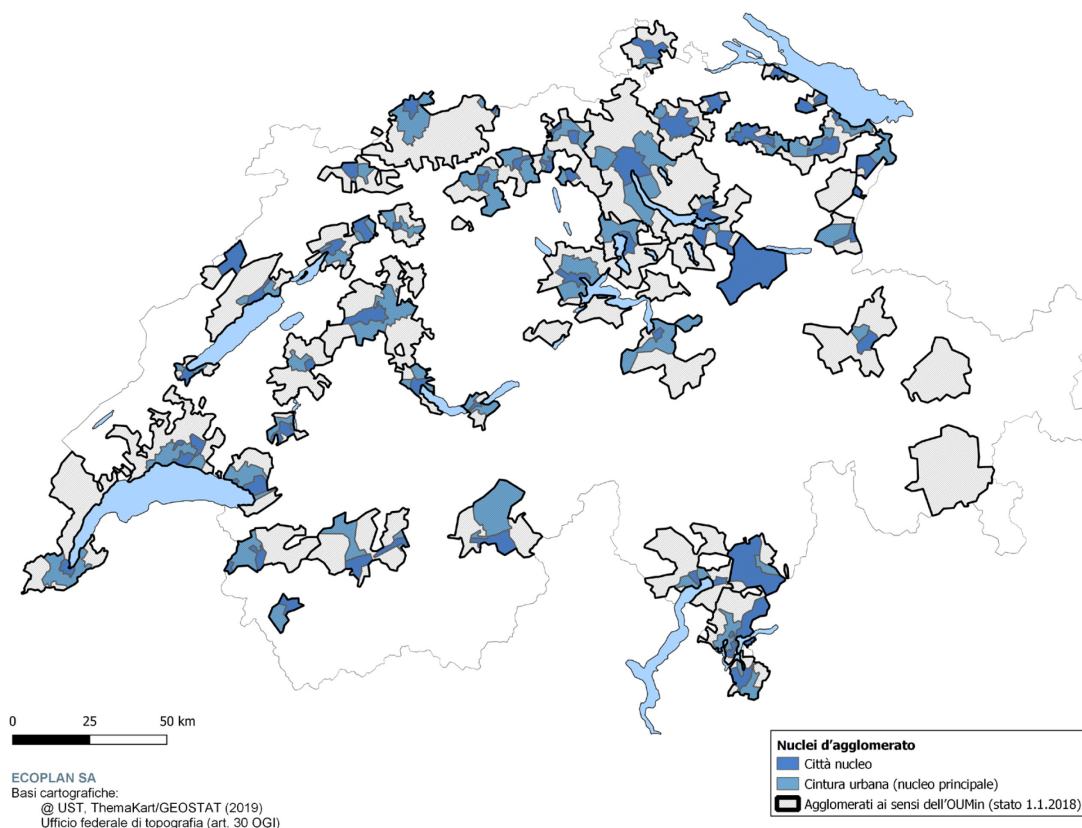 0 25 50 km
ECOPLAN SA
Basi cartografiche:
@ UST, ThemaKart/GEOSTAT (2019)
Ufficio federale di topografia (art. 30 OGI)
Nuclei d'agglomerato
Città nucleo
Cintura urbana (nucleo principale)
Agglomerati ai sensi dell'OUMin (stato 1.1.2018)